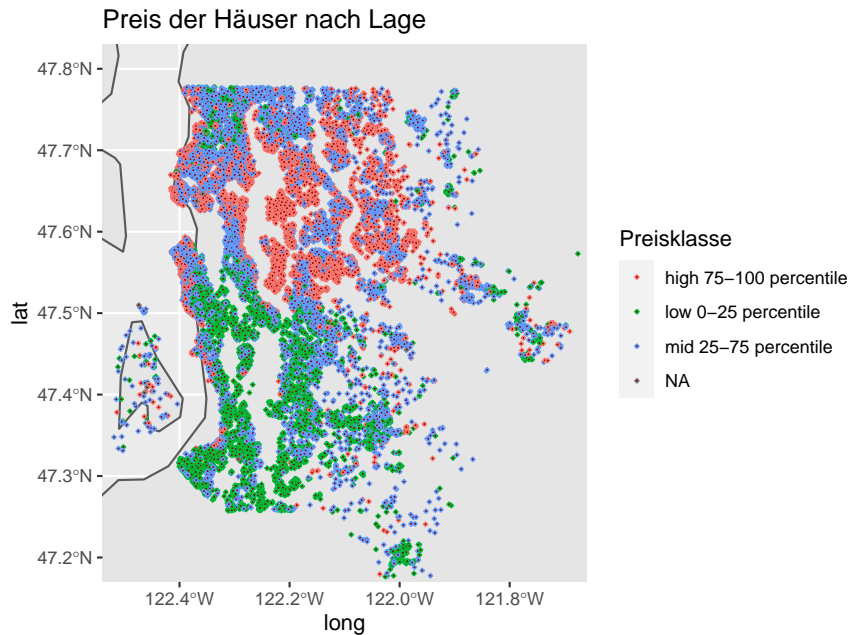 Preis der Häuser nach Lage
47.8°N
47.7°N
47.6°N
47.5°N
47.4°N
47.3°N
47.2°N
lat
122.4°W 122.2°W 122.0°W 121.8°W
long
Preisklasse
high 75−100 percentile
low 0−25 percentile
mid 25−75 percentile
NA